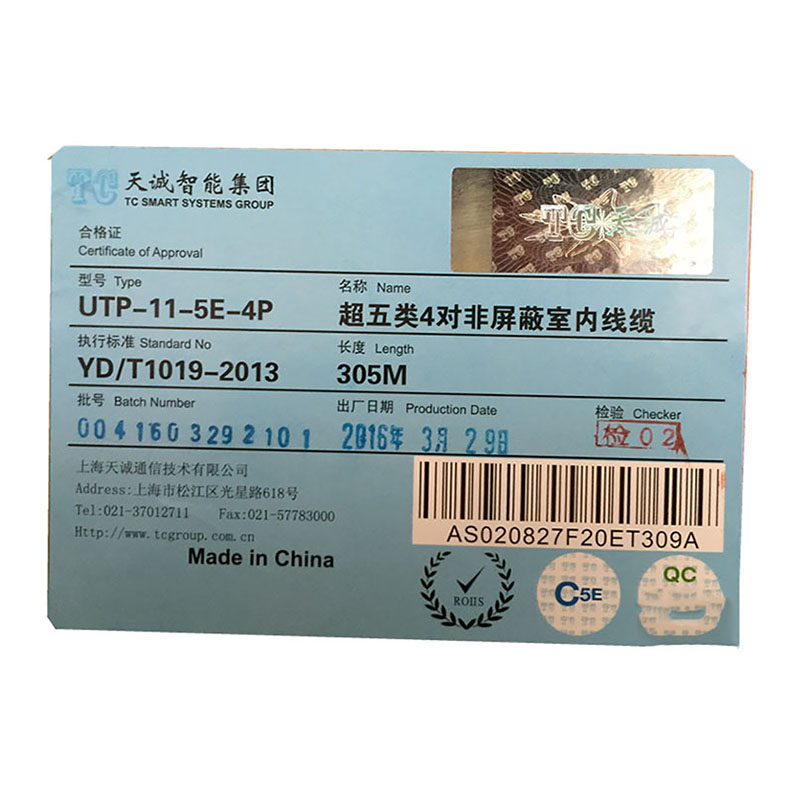 TC 天诚智能集团
TC SMART SYSTEMS GROUP
TC天诚
合格证
Certificate of Approval
型号 Type
名称 Name
UTP-11-5E-4P
超五类4对非屏蔽室内线缆
执行标准 Standard No
长度 Length
YD/T1019-2013
305M
批号 Batch Number
出厂日期 Production Date
检验 Checker
0041603292101
2016年 3月29日
检02
上海天诚通信技术有限公司
Address:上海市松江区光星路618号
Tel:021-37012711 Fax:021-57783000
Http://www.tcgroup.com.cn
Made in China
AS020827F20ET309A
ROHS
C5E
QC